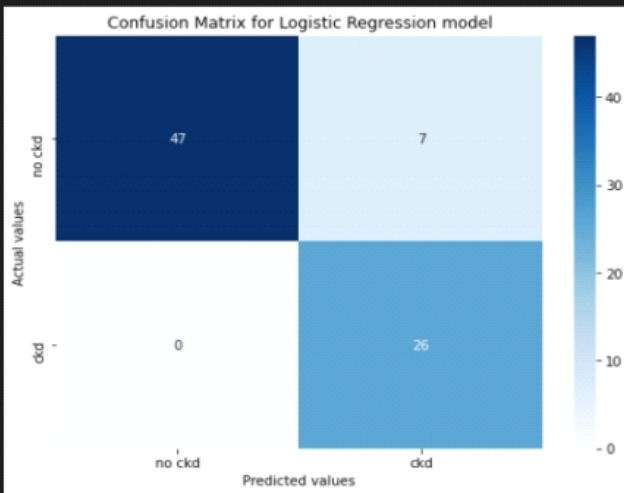 Confusion Matrix for Logistic Regression model
47
7
0
26
no ckd
ckd
Actual values
no ckd
ckd
Predicted values
40
30
20
10
0